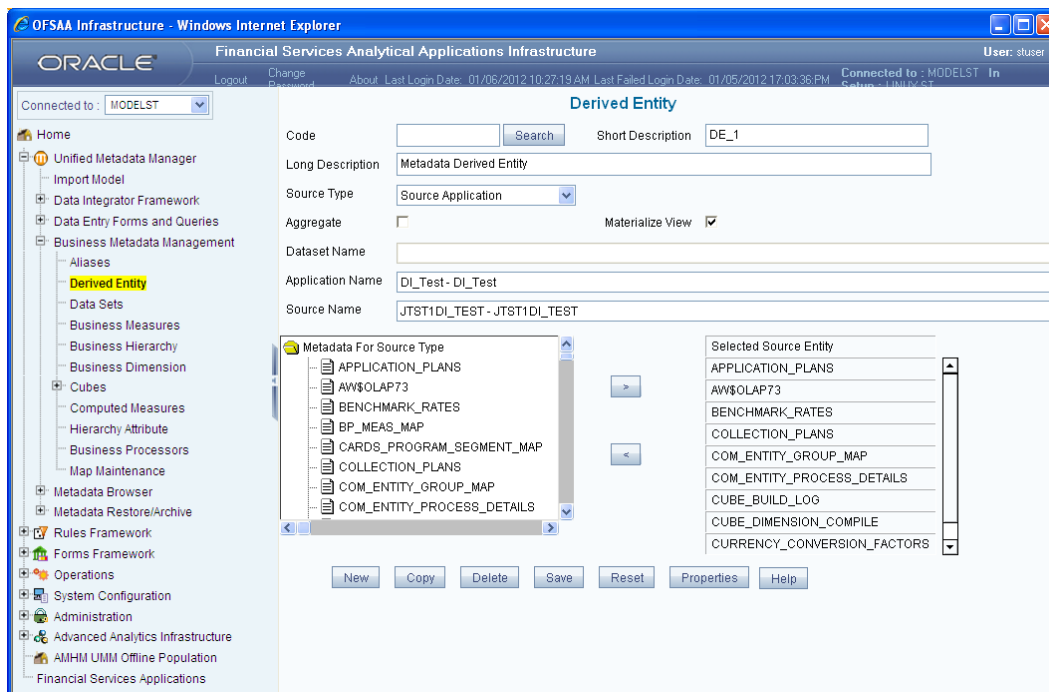 OFSAA Infrastructure - Windows Internet Explorer
ORACLE
Financial Services Analytical Applications Infrastructure
User: stuser
Logout
Change Password
About
Last Login Date: 01/06/2012 10:27:19 AM Last Failed Login Date: 01/05/2012 17:03:36:PM
Connected to : MODELST In
Setup : LINUX ST
Connected to : MODELST
Home
Unified Metadata Manager
Import Model
Data Integrator Framework
Data Entry Forms and Queries
Business Metadata Management
Aliases
Derived Entity
Data Sets
Business Measures
Business Hierarchy
Business Dimension
Cubes
Computed Measures
Hierarchy Attribute
Business Processors
Map Maintenance
Metadata Browser
Metadata Restore/Archive
Rules Framework
Forms Framework
Operations
System Configuration
Administration
Advanced Analytics Infrastructure
AMHM UMM Offline Population
Financial Services Applications
Derived Entity
Code Search Short Description DE_1
Long Description Metadata Derived Entity
Source Type Source Application
Aggregate Materialize View
Dataset Name
Application Name DI_Test - DI_Test
Source Name JTST1DI_TEST - JTST1DI_TEST
Metadata For Source Type
APPLICATION_PLANS
AW$OLAP73
BENCHMARK_RATES
BP_MEAS_MAP
CARDS_PROGRAM_SEGMENT_MAP
COLLECTION_PLANS
COM_ENTITY_GROUP_MAP
COM_ENTITY_PROCESS_DETAILS
>
<
Selected Source Entity
APPLICATION_PLANS
AW$OLAP73
BENCHMARK_RATES
COLLECTION_PLANS
COM_ENTITY_GROUP_MAP
COM_ENTITY_PROCESS_DETAILS
CUBE_BUILD_LOG
CUBE_DIMENSION_COMPILE
CURRENCY_CONVERSION_FACTORS
New Copy Delete Save Reset Properties Help